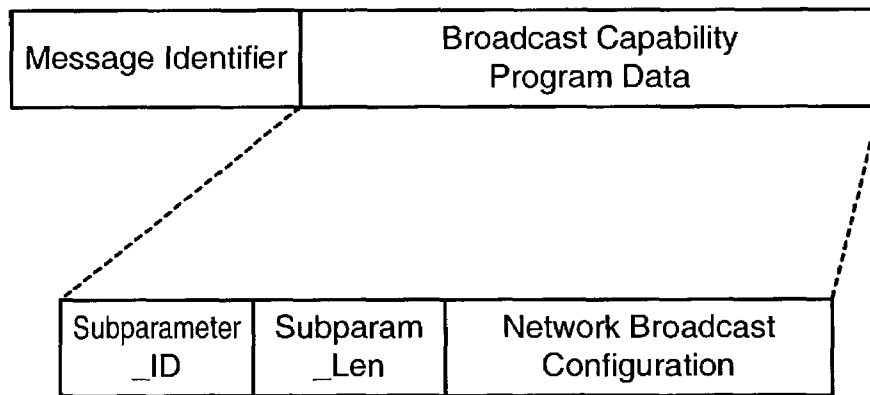 Message Identifier
Broadcast Capability
Program Data
Subparameter
_ID
Subparam
_Len
Network Broadcast
Configuration